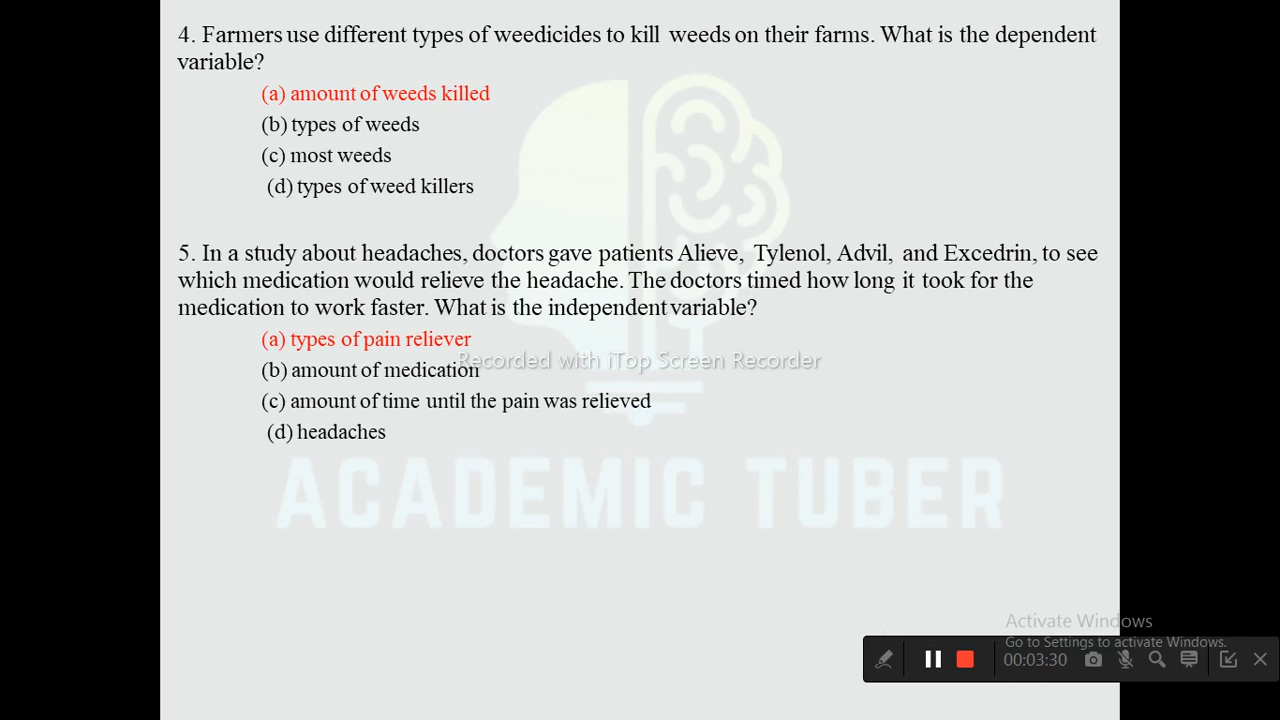 4. Farmers use different types of weedicides to kill weeds on their farms. What is the dependent
variable?
(a) amount of weeds killed
(b) types of weeds
(c) most weeds
(d) types of weed killers
5. In a study about headaches, doctors gave patients Alieve, Tylenol, Advil, and Excedrin, to see
which medication would relieve the headache. The doctors timed how long it took for the
medication to work faster. What is the independent variable?
(a) types of pain reliever
Recorded with iTop Screen Recorder
(b) amount of medication
(c) amount of time until the pain was relieved
(d) headaches
ACADEMIC TUBER
Activate Windows
Go to Settings to activate Windows.
00:03:30